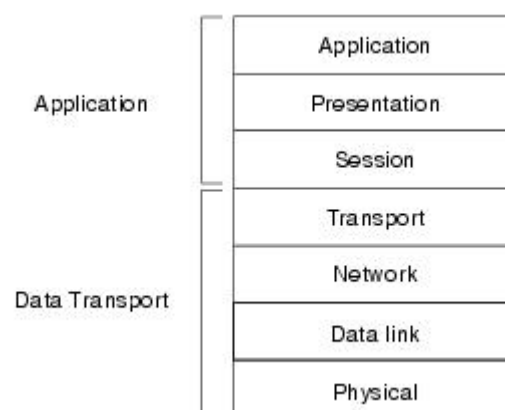 Application
Presentation
Session
Transport
Network
Data link
Physical
Application
Data Transport